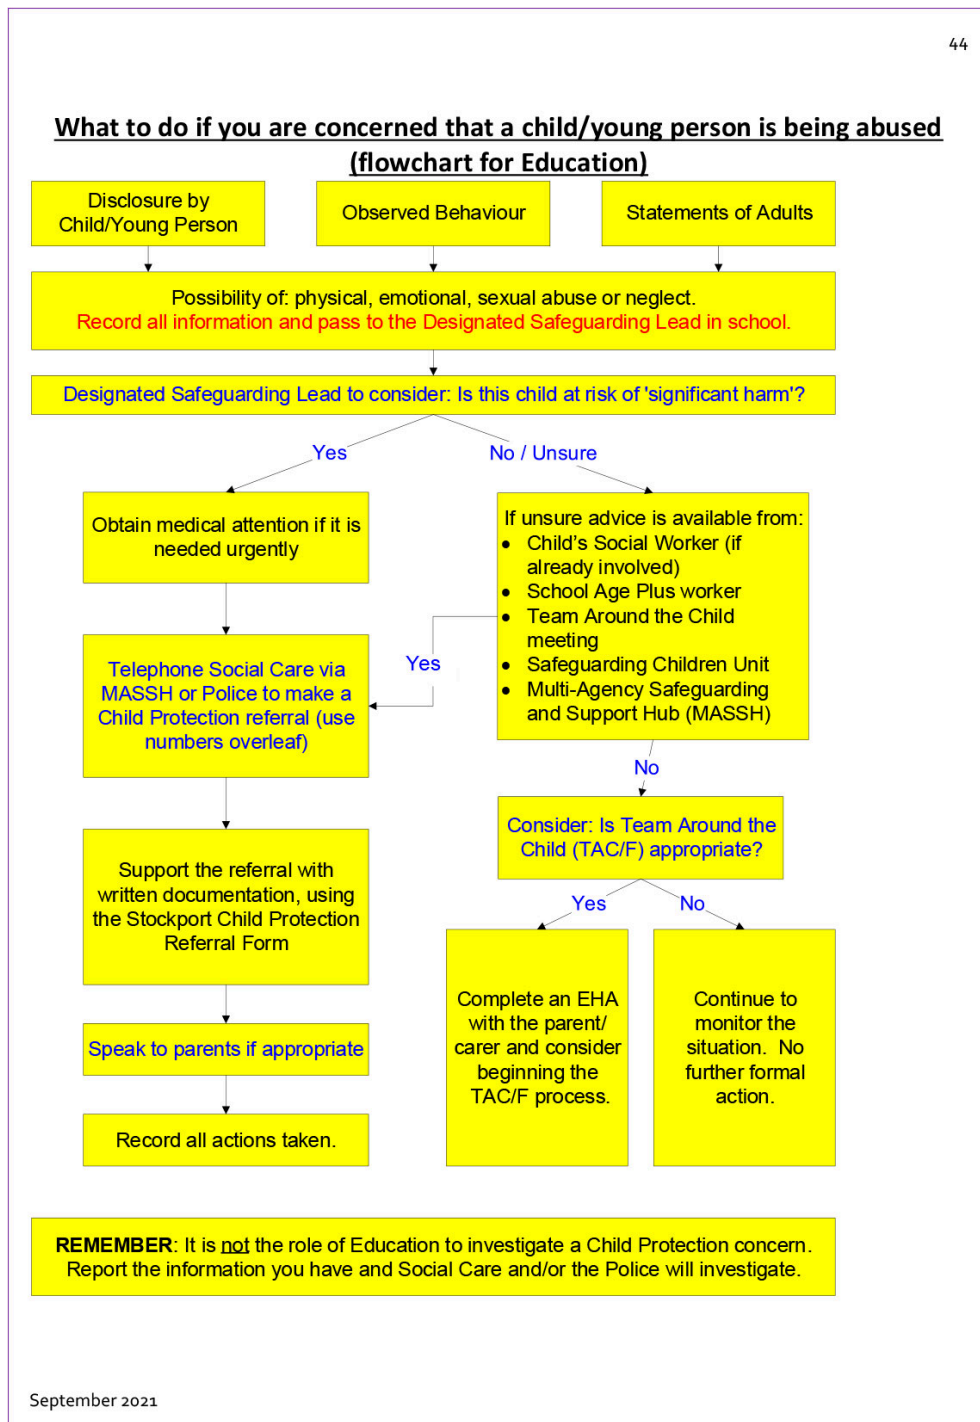 44
What to do if you are concerned that a child/young person is being abused
(flowchart for Education)
Disclosure by
Child/Young Person
Observed Behaviour
Statements of Adults
Possibility of: physical, emotional, sexual abuse or neglect.
Record all information and pass to the Designated Safeguarding Lead in school.
Designated Safeguarding Lead to consider: Is this child at risk of 'significant harm'?
Yes
No / Unsure
Obtain medical attention if it is
needed urgently
If unsure advice is available from:
• Child’s Social Worker (if
already involved)
• School Age Plus worker
• Team Around the Child
meeting
• Safeguarding Children Unit
• Multi-Agency Safeguarding
and Support Hub (MASSH)
Yes
Telephone Social Care via
MASSH or Police to make a
Child Protection referral (use
numbers overleaf)
No
Consider: Is Team Around the
Child (TAC/F) appropriate?
Support the referral with
written documentation, using
the Stockport Child Protection
Referral Form
Yes
No
Complete an EHA
with the parent/
carer and consider
beginning the
TAC/F process.
Continue to
monitor the
situation.  No
further formal
action.
Speak to parents if appropriate
Record all actions taken.
REMEMBER: It is not the role of Education to investigate a Child Protection concern.
Report the information you have and Social Care and/or the Police will investigate.
September 2021